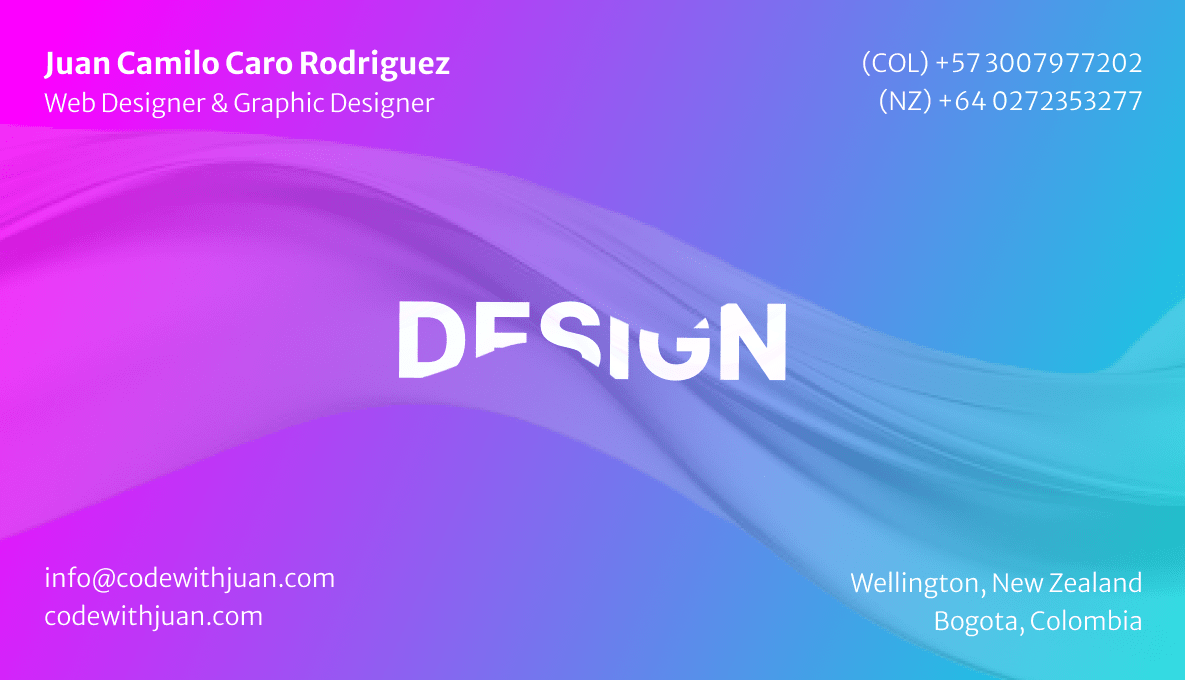 Juan Camilo Caro Rodriguez
Web Designer & Graphic Designer
(COL) +57 3007977202
(NZ) +64 0272353277
DESIGN
info@codewithjuan.com
codewithjuan.com
Wellington, New Zealand
Bogota, Colombia